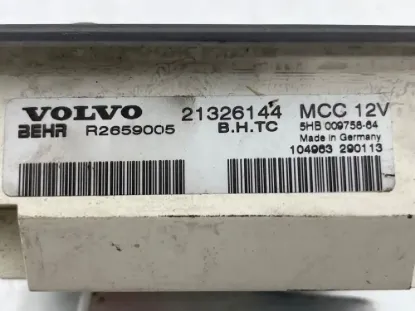 VOLVO 21326144 MCC 12V
BEHR R2659005 B.H.TC 5HB 009756-64
Made in Germany
104963 290113